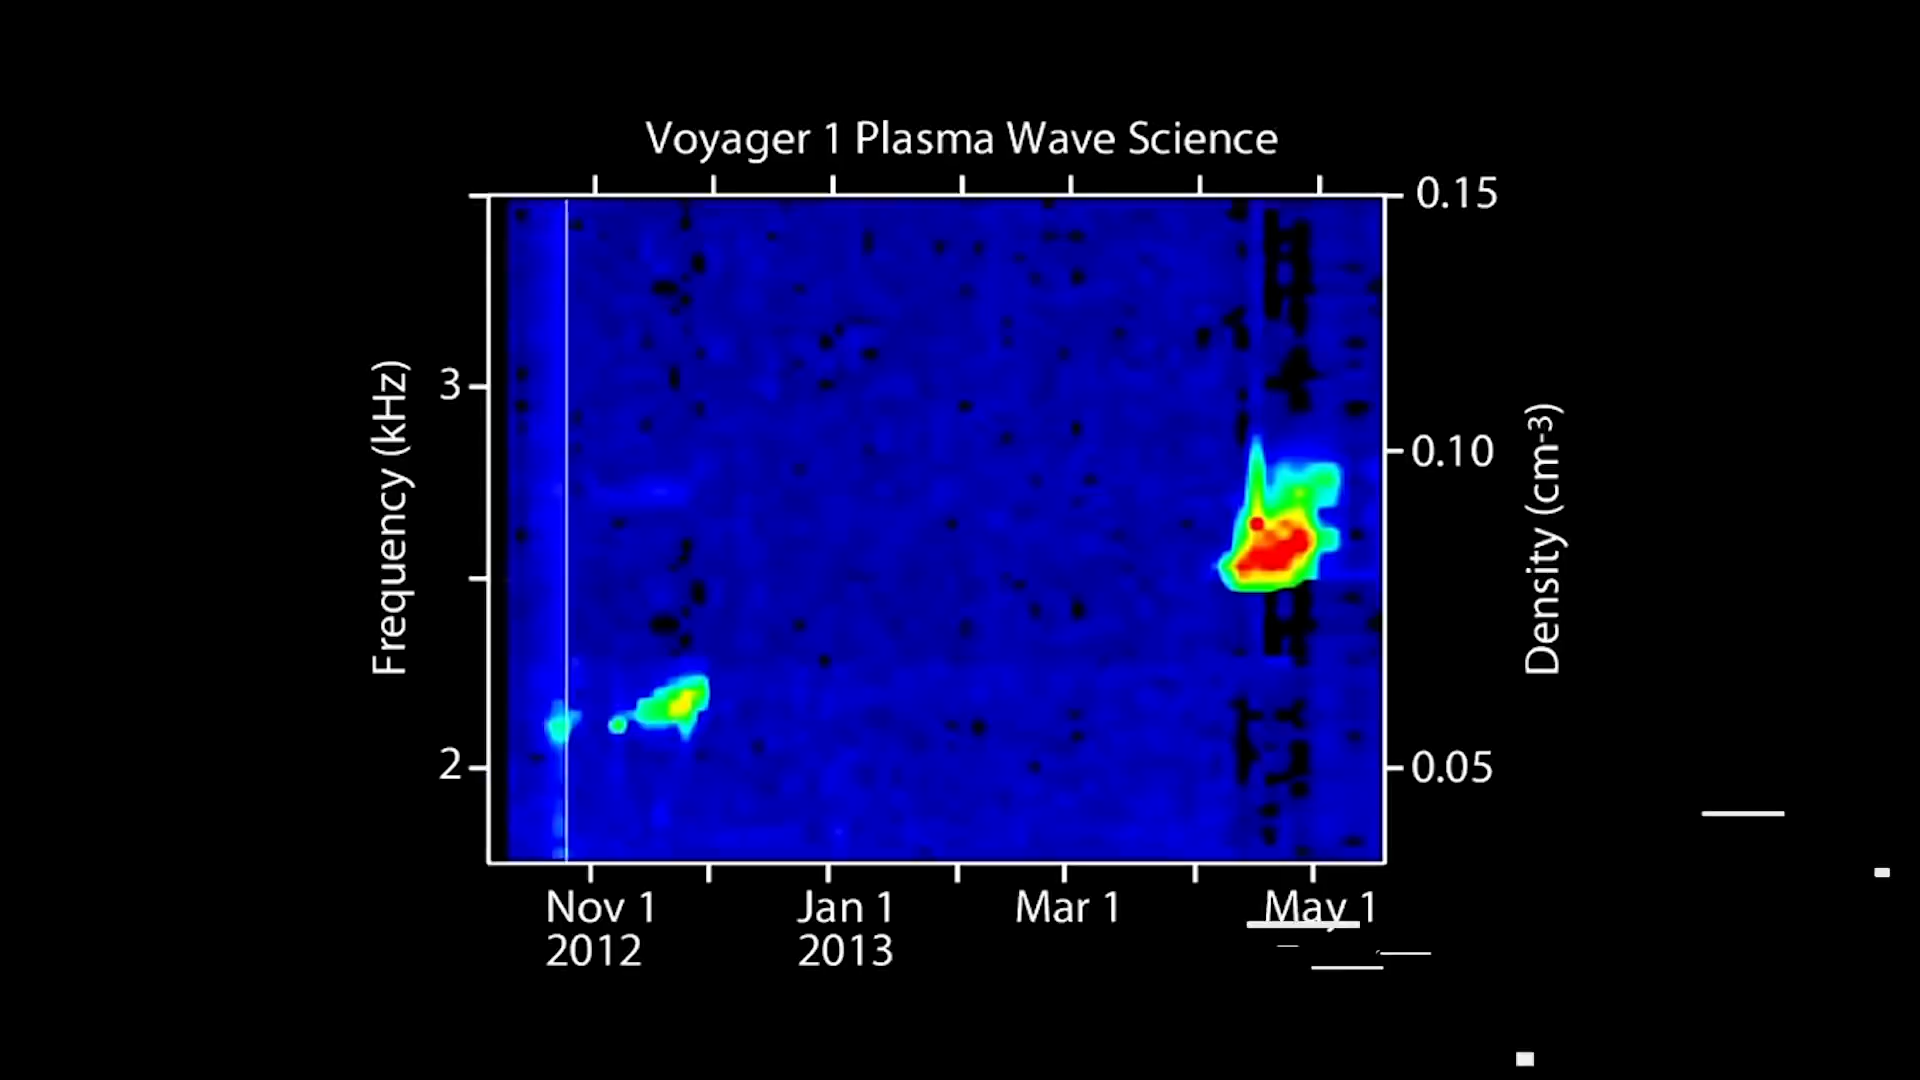 Voyager 1 Plasma Wave Science
0.15
3
0.10
Frequency (kHz)
Density (cm-3)
2
0.05
Nov 1
2012
Jan 1
2013
Mar 1
May 1